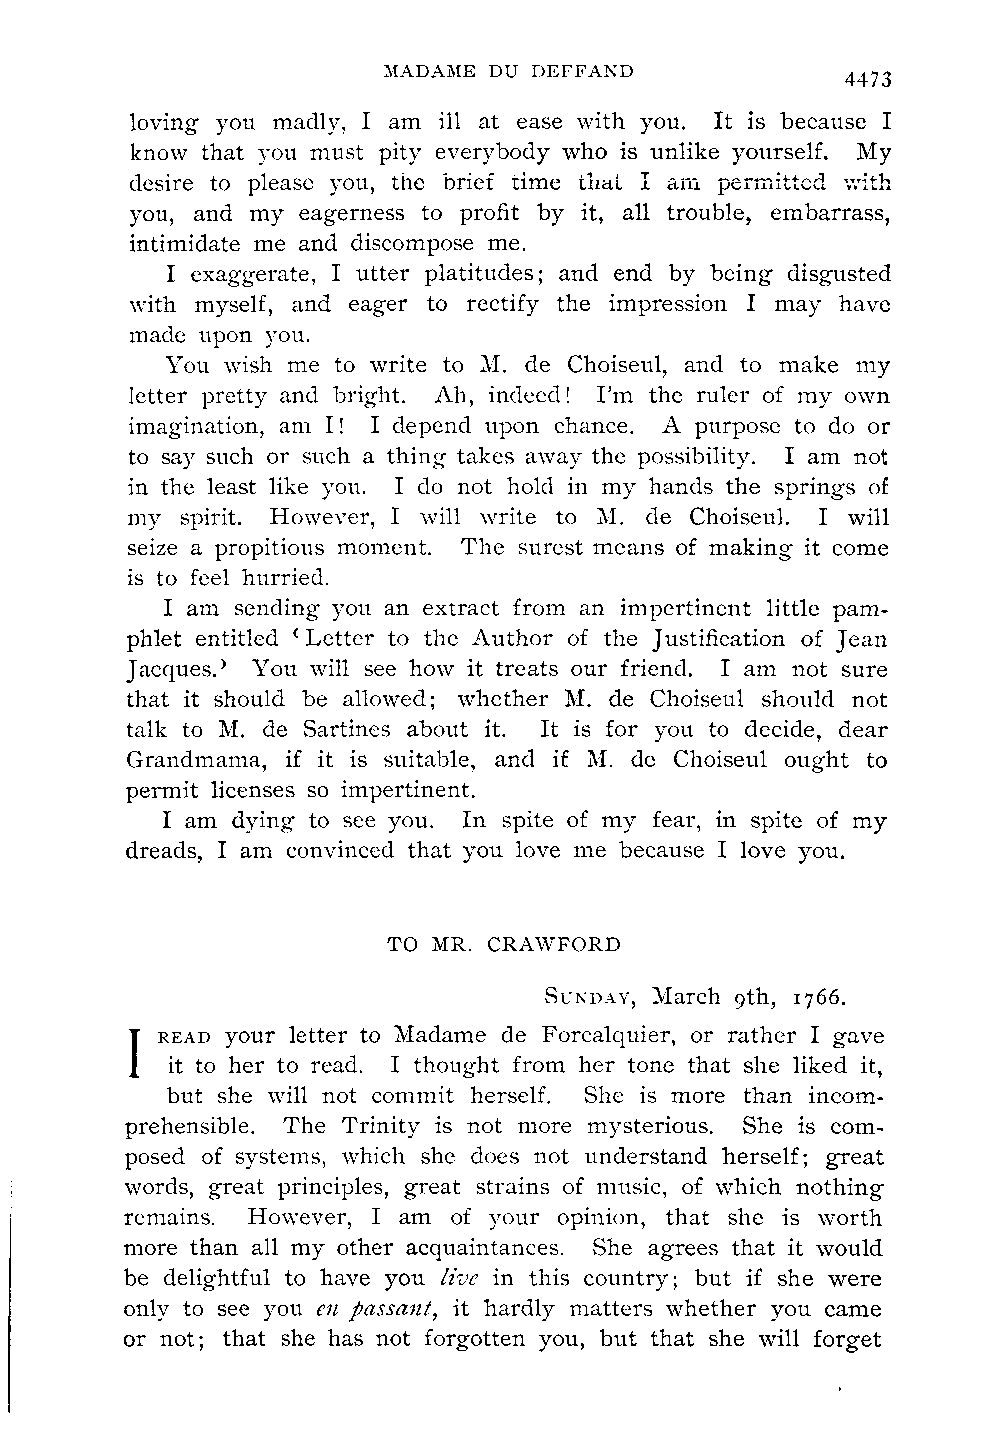 MADAME DU DEFFAND
4473
loving you madly, I am ill at ease with you. It is because I
know that you must pity everybody who is unlike yourself. My
desire to please you, the brief time that I am permitted with
you, and my eagerness to profit by it, all trouble, embarrass,
intimidate me and discompose me.
I exaggerate, I utter platitudes; and end by being disgusted
with myself, and eager to rectify the impression I may have
made upon you.
You wish me to write to M. de Choiseul, and to make my
letter pretty and bright. Ah, indeed! I'm the ruler of my own
imagination, am I! I depend upon chance. A purpose to do or
to say such or such a thing takes away the possibility. I am not
in the least like you. I do not hold in my hands the springs of
my spirit. However, I will write to M. de Choiseul. I will
seize a propitious moment. The surest means of making it come
is to feel hurried.
I am sending you an extract from an impertinent little pam-
phlet entitled ‘Letter to the Author of the Justification of Jean
Jacques.’ You will see how it treats our friend. I am not sure
that it should be allowed; whether M. de Choiseul should not
talk to M. de Sartines about it. It is for you to decide, dear
Grandmama, if it is suitable, and if M. de Choiseul ought to
permit licenses so impertinent.
I am dying to see you. In spite of my fear, in spite of my
dreads, I am convinced that you love me because I love you.
TO MR. CRAWFORD
SUNDAY, March 9th, 1766.
I READ your letter to Madame de Forcalquier, or rather I gave
it to her to read. I thought from her tone that she liked it,
but she will not commit herself. She is more than incom-
prehensible. The Trinity is not more mysterious. She is com-
posed of systems, which she does not understand herself; great
words, great principles, great strains of music, of which nothing
remains. However, I am of your opinion, that she is worth
more than all my other acquaintances. She agrees that it would
be delightful to have you live in this country; but if she were
only to see you en passant, it hardly matters whether you came
or not; that she has not forgotten you, but that she will forget